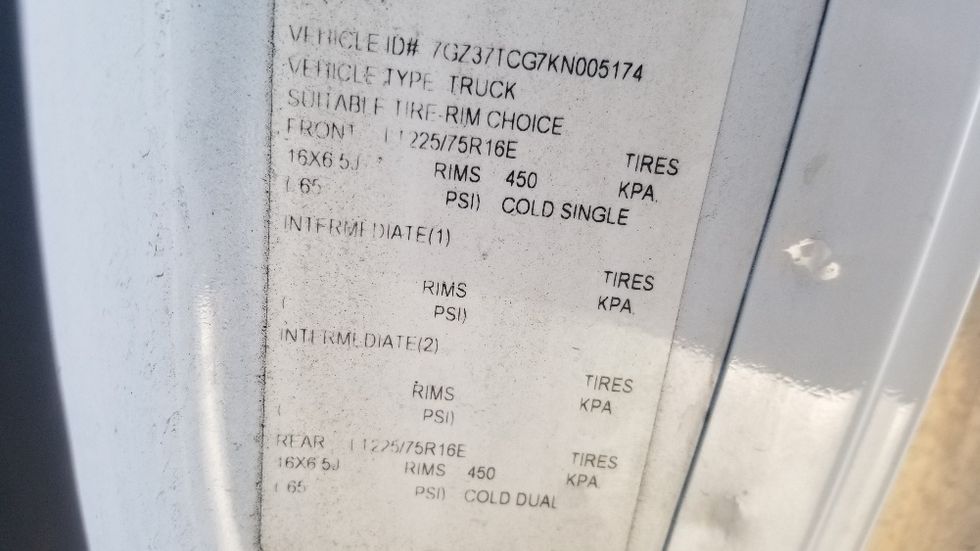 VEHICLE ID# 7GZ37TCG7KN005174
VEHICLE TYPE TRUCK
SUITABLE TIRE-RIM CHOICE
FRONT LT225/75R16E TIRES
16X6.5J RIMS 450 KPA.
( 65 PSI) COLD SINGLE
INTERMEDIATE(1)
TIRES
RIMS KPA.
( PSI)
INTERMEDIATE(2)
TIRES
RIMS KPA
( PSI)
REAR LT225/75R16E TIRES
16X6.5J RIMS 450 KPA
( 65 PSI) COLD DUAL